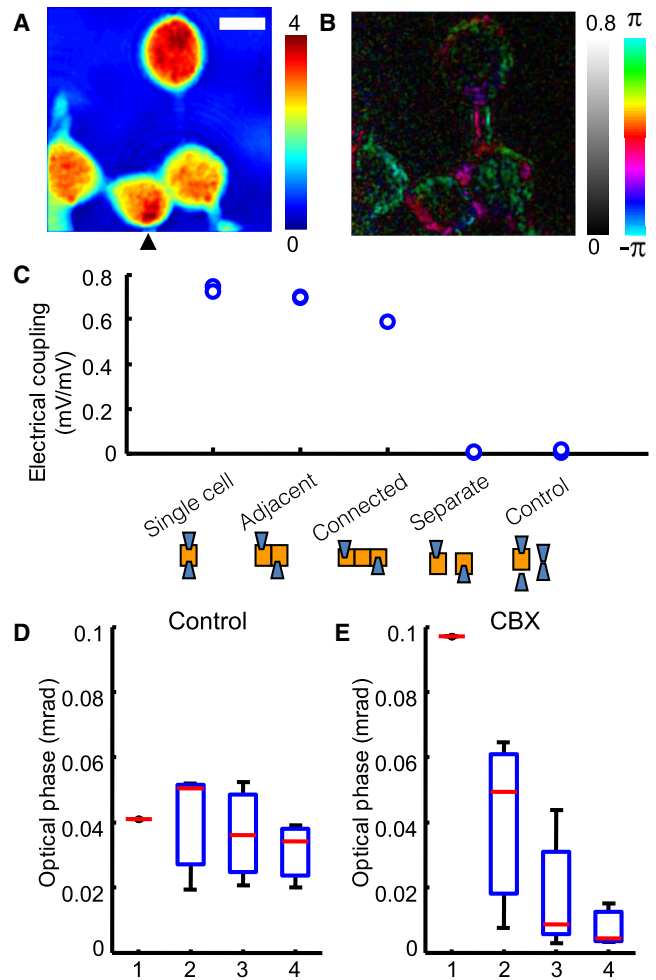 A
4
0
B
0.8
0
π
-π
C
Electrical coupling
(mV/mV)
0.8
0.6
0.4
0.2
0
Single cell
Adjacent
Connected
Separate
Control
D
Control
Optical phase (mrad)
0.1
0.08
0.06
0.04
0.02
0
1 2 3 4
E
CBX
Optical phase (mrad)
0.1
0.08
0.06
0.04
0.02
0
1 2 3 4